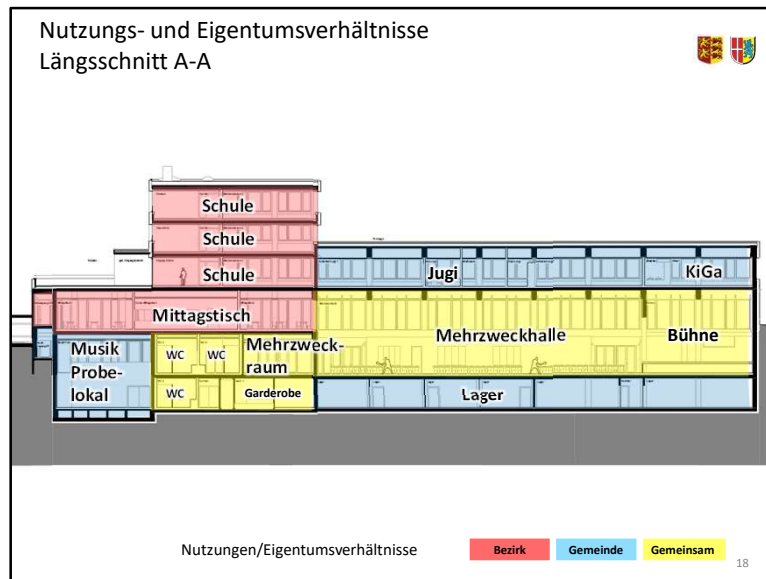 Nutzungs- und Eigentumsverhältnisse
Längsschnitt A-A
Schule
Schule
Schule
Jugi
KiGa
Mittagstisch
Musik
Probe-
lokal
WC
WC
Mehrzweck-
raum
Mehrzweckhalle
Bühne
WC
Garderobe
Lager
Nutzungen/Eigentumsverhältnisse
Bezirk
Gemeinde
Gemeinsam
18